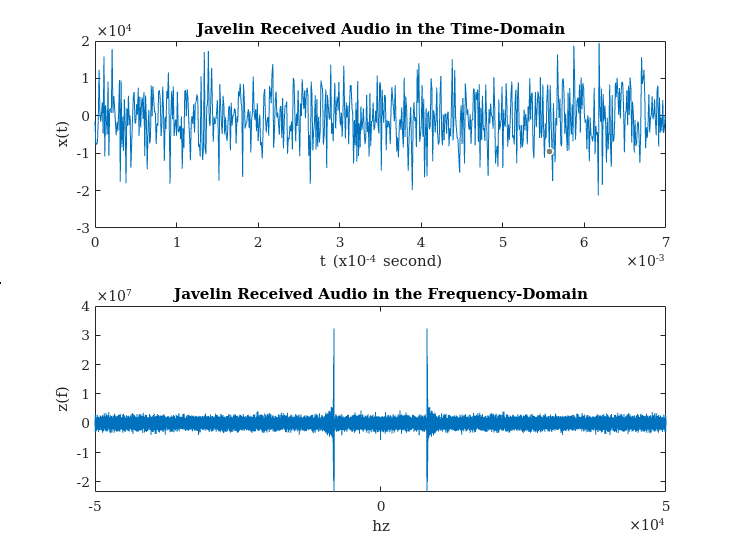 Javelin Received Audio in the Time-Domain
×10⁴
2
1
0
-1
-2
-3
x(t)
0 1 2 3 4 5 6 7
t (x10⁻⁴ second)
×10⁻³
Javelin Received Audio in the Frequency-Domain
×10⁷
4
3
2
1
0
-1
-2
z(f)
-5 0 5
hz
×10⁴